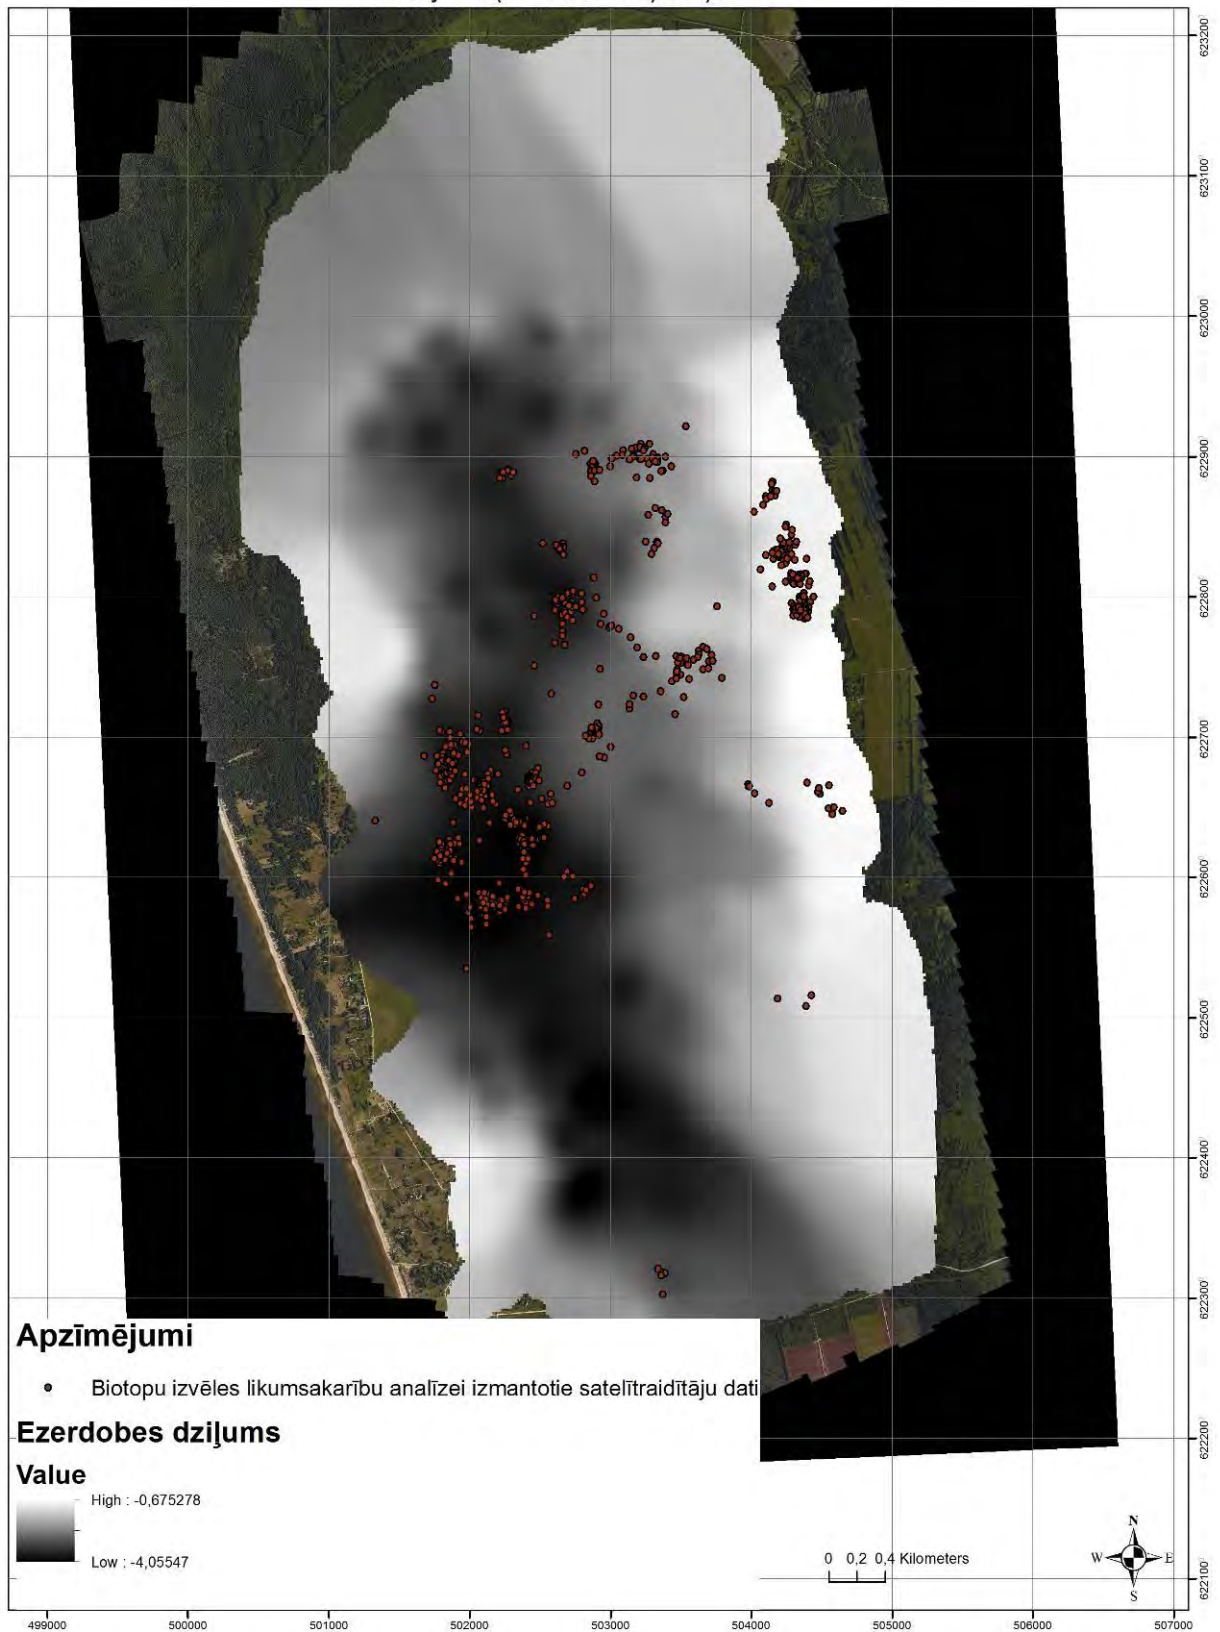 623200
623100
623000
622900
622800
622700
622600
622500
622400
622300
622200
622100
Apzīmējumi
Biotopu izvēles likumsakarību analīzei izmantotie satelītraidītāju dati
Ezerdobes dziļums
Value
High : -0,675278
Low : -4,05547
0 0,2 0,4 Kilometers
N
W E
S
499000 500000 501000 502000 503000 504000 505000 506000 507000